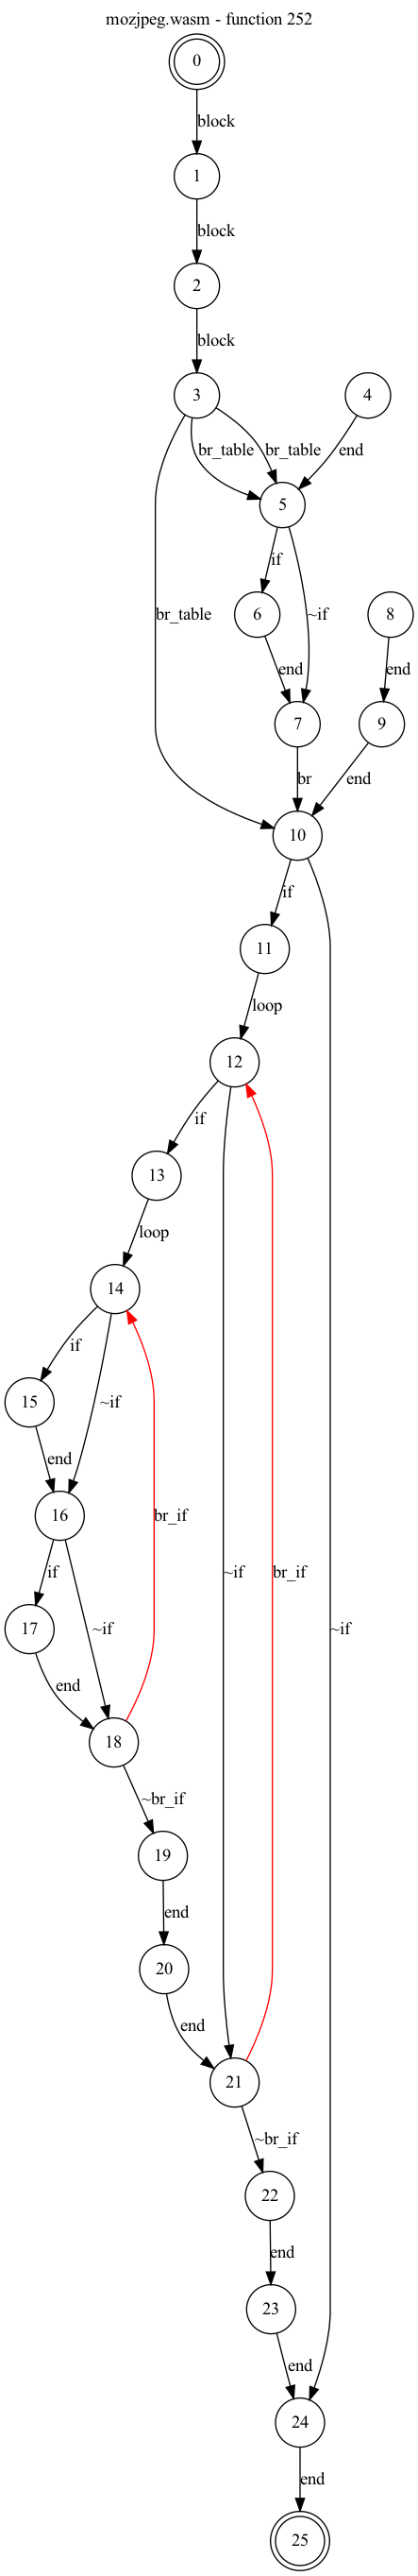 mozjpeg.wasm - function 252
0
block
1
block
2
block
3
4
br_table
br_table
end
5
br_table
if
~if
6
8
end
end
7
9
br
end
10
if
11
loop
12
if
13
loop
14
if
~if
15
end
16
br_if
~if
br_if
if
~if
17
~if
end
18
~br_if
19
end
20
end
21
~br_if
22
end
23
end
24
end
25